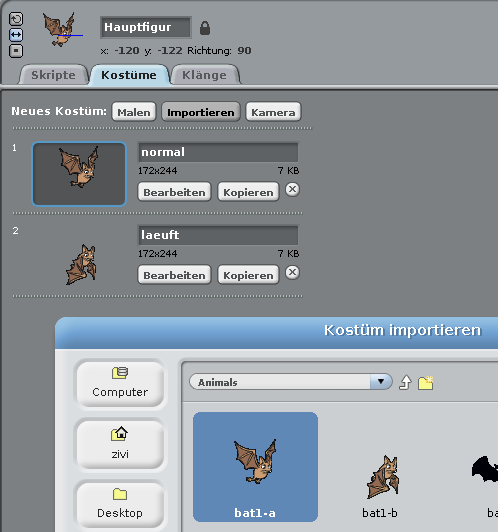 Hauptfigur
x: -120 y: -122 Richtung: 90
Skripte Kostüme Klänge
Neues Kostüm: Malen Importieren Kamera
1 normal
172x244 7 KB
Bearbeiten Kopieren
2 laeuft
172x244 7 KB
Bearbeiten Kopieren
Kostüm importieren
Computer
Animals
zivi
Desktop
bat1-a bat1-b ba